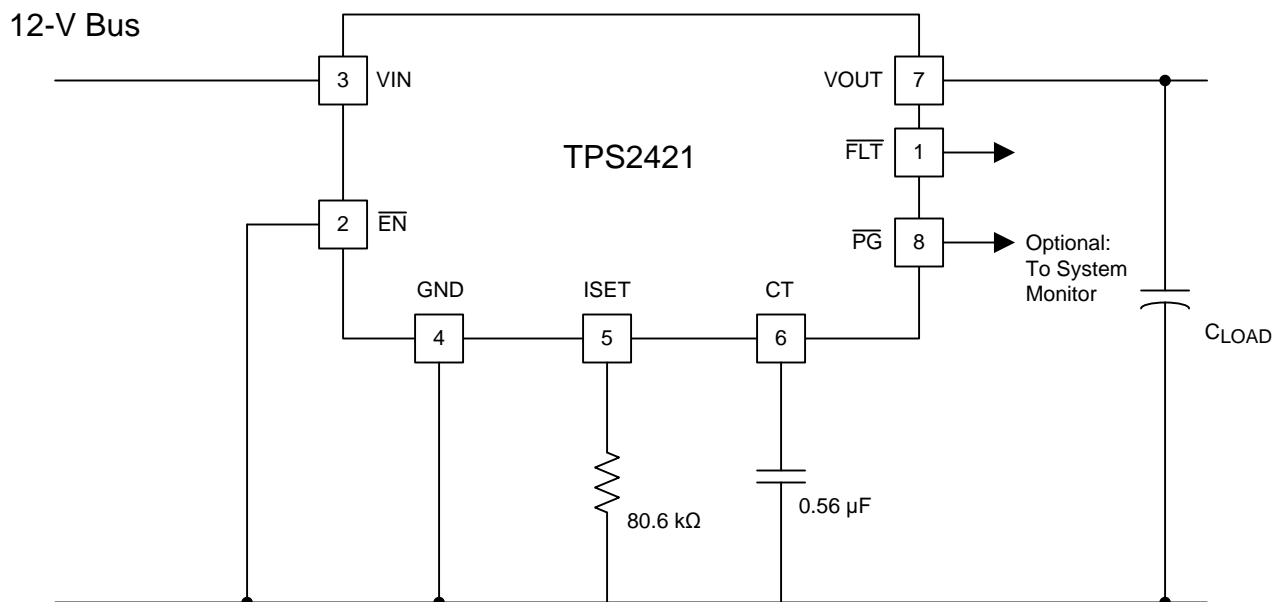 12-V Bus
3
VIN
VOUT
7
TPS2421
FLT
1
2
EN
PG
8
Optional:
To System
Monitor
GND
ISET
CT
4
5
6
CLOAD
80.6 kΩ
0.56 µF